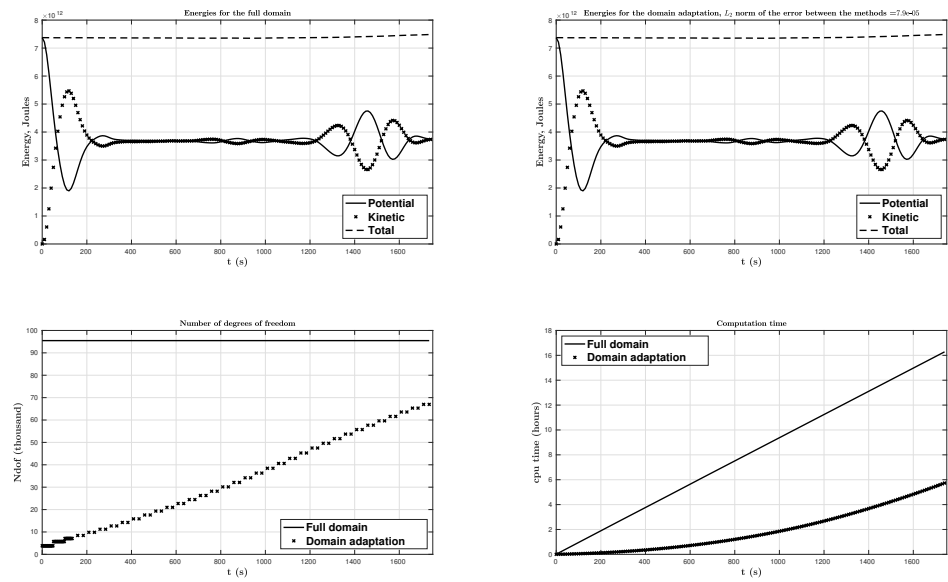 Energies for the full domain
×10^12
8
7
6
5
4
3
2
1
0
Energy, Joules
0 200 400 600 800 1000 1200 1400 1600
t (s)
Potential
Kinetic
Total
Energies for the domain adaptation, L_2 norm of the error between the methods =7.9e-05
×10^12
8
7
6
5
4
3
2
1
0
Energy, Joules
0 200 400 600 800 1000 1200 1400 1600
t (s)
Potential
Kinetic
Total
Number of degrees of freedom
100
90
80
70
60
50
40
30
20
10
0
Ndof (thousand)
0 200 400 600 800 1000 1200 1400 1600
t (s)
Full domain
Domain adaptation
Computation time
18
16
14
12
10
8
6
4
2
0
cpu time (hours)
0 200 400 600 800 1000 1200 1400 1600
t (s)
Full domain
Domain adaptation